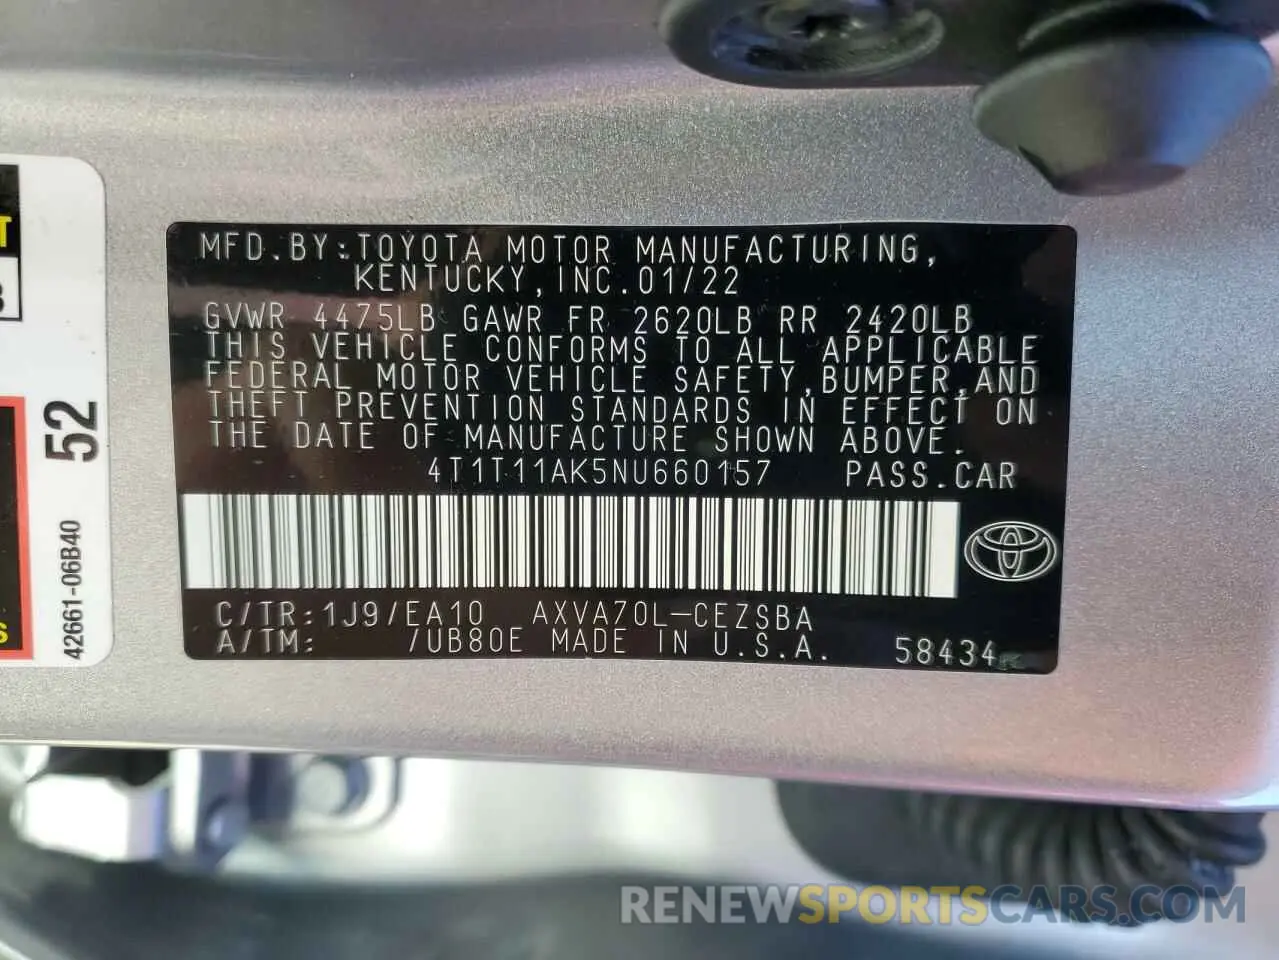 MFD.BY:TOYOTA MOTOR MANUFACTURING,
KENTUCKY,INC.01/22
GVWR 4475LB GAWR FR 2620LB RR 2420LB
THIS VEHICLE CONFORMS TO ALL APPLICABLE
FEDERAL MOTOR VEHICLE SAFETY,BUMPER,AND
THEFT PREVENTION STANDARDS IN EFFECT ON
THE DATE OF MANUFACTURE SHOWN ABOVE.
4T1T11AK5NU660157 PASS.CAR
C/TR:1J9/EA10 AXVA70L-CEZSBA
A/TM: /UB80E MADE IN U.S.A. 58434
52
42661-06B40
RENEWSPORTSCARS.COM